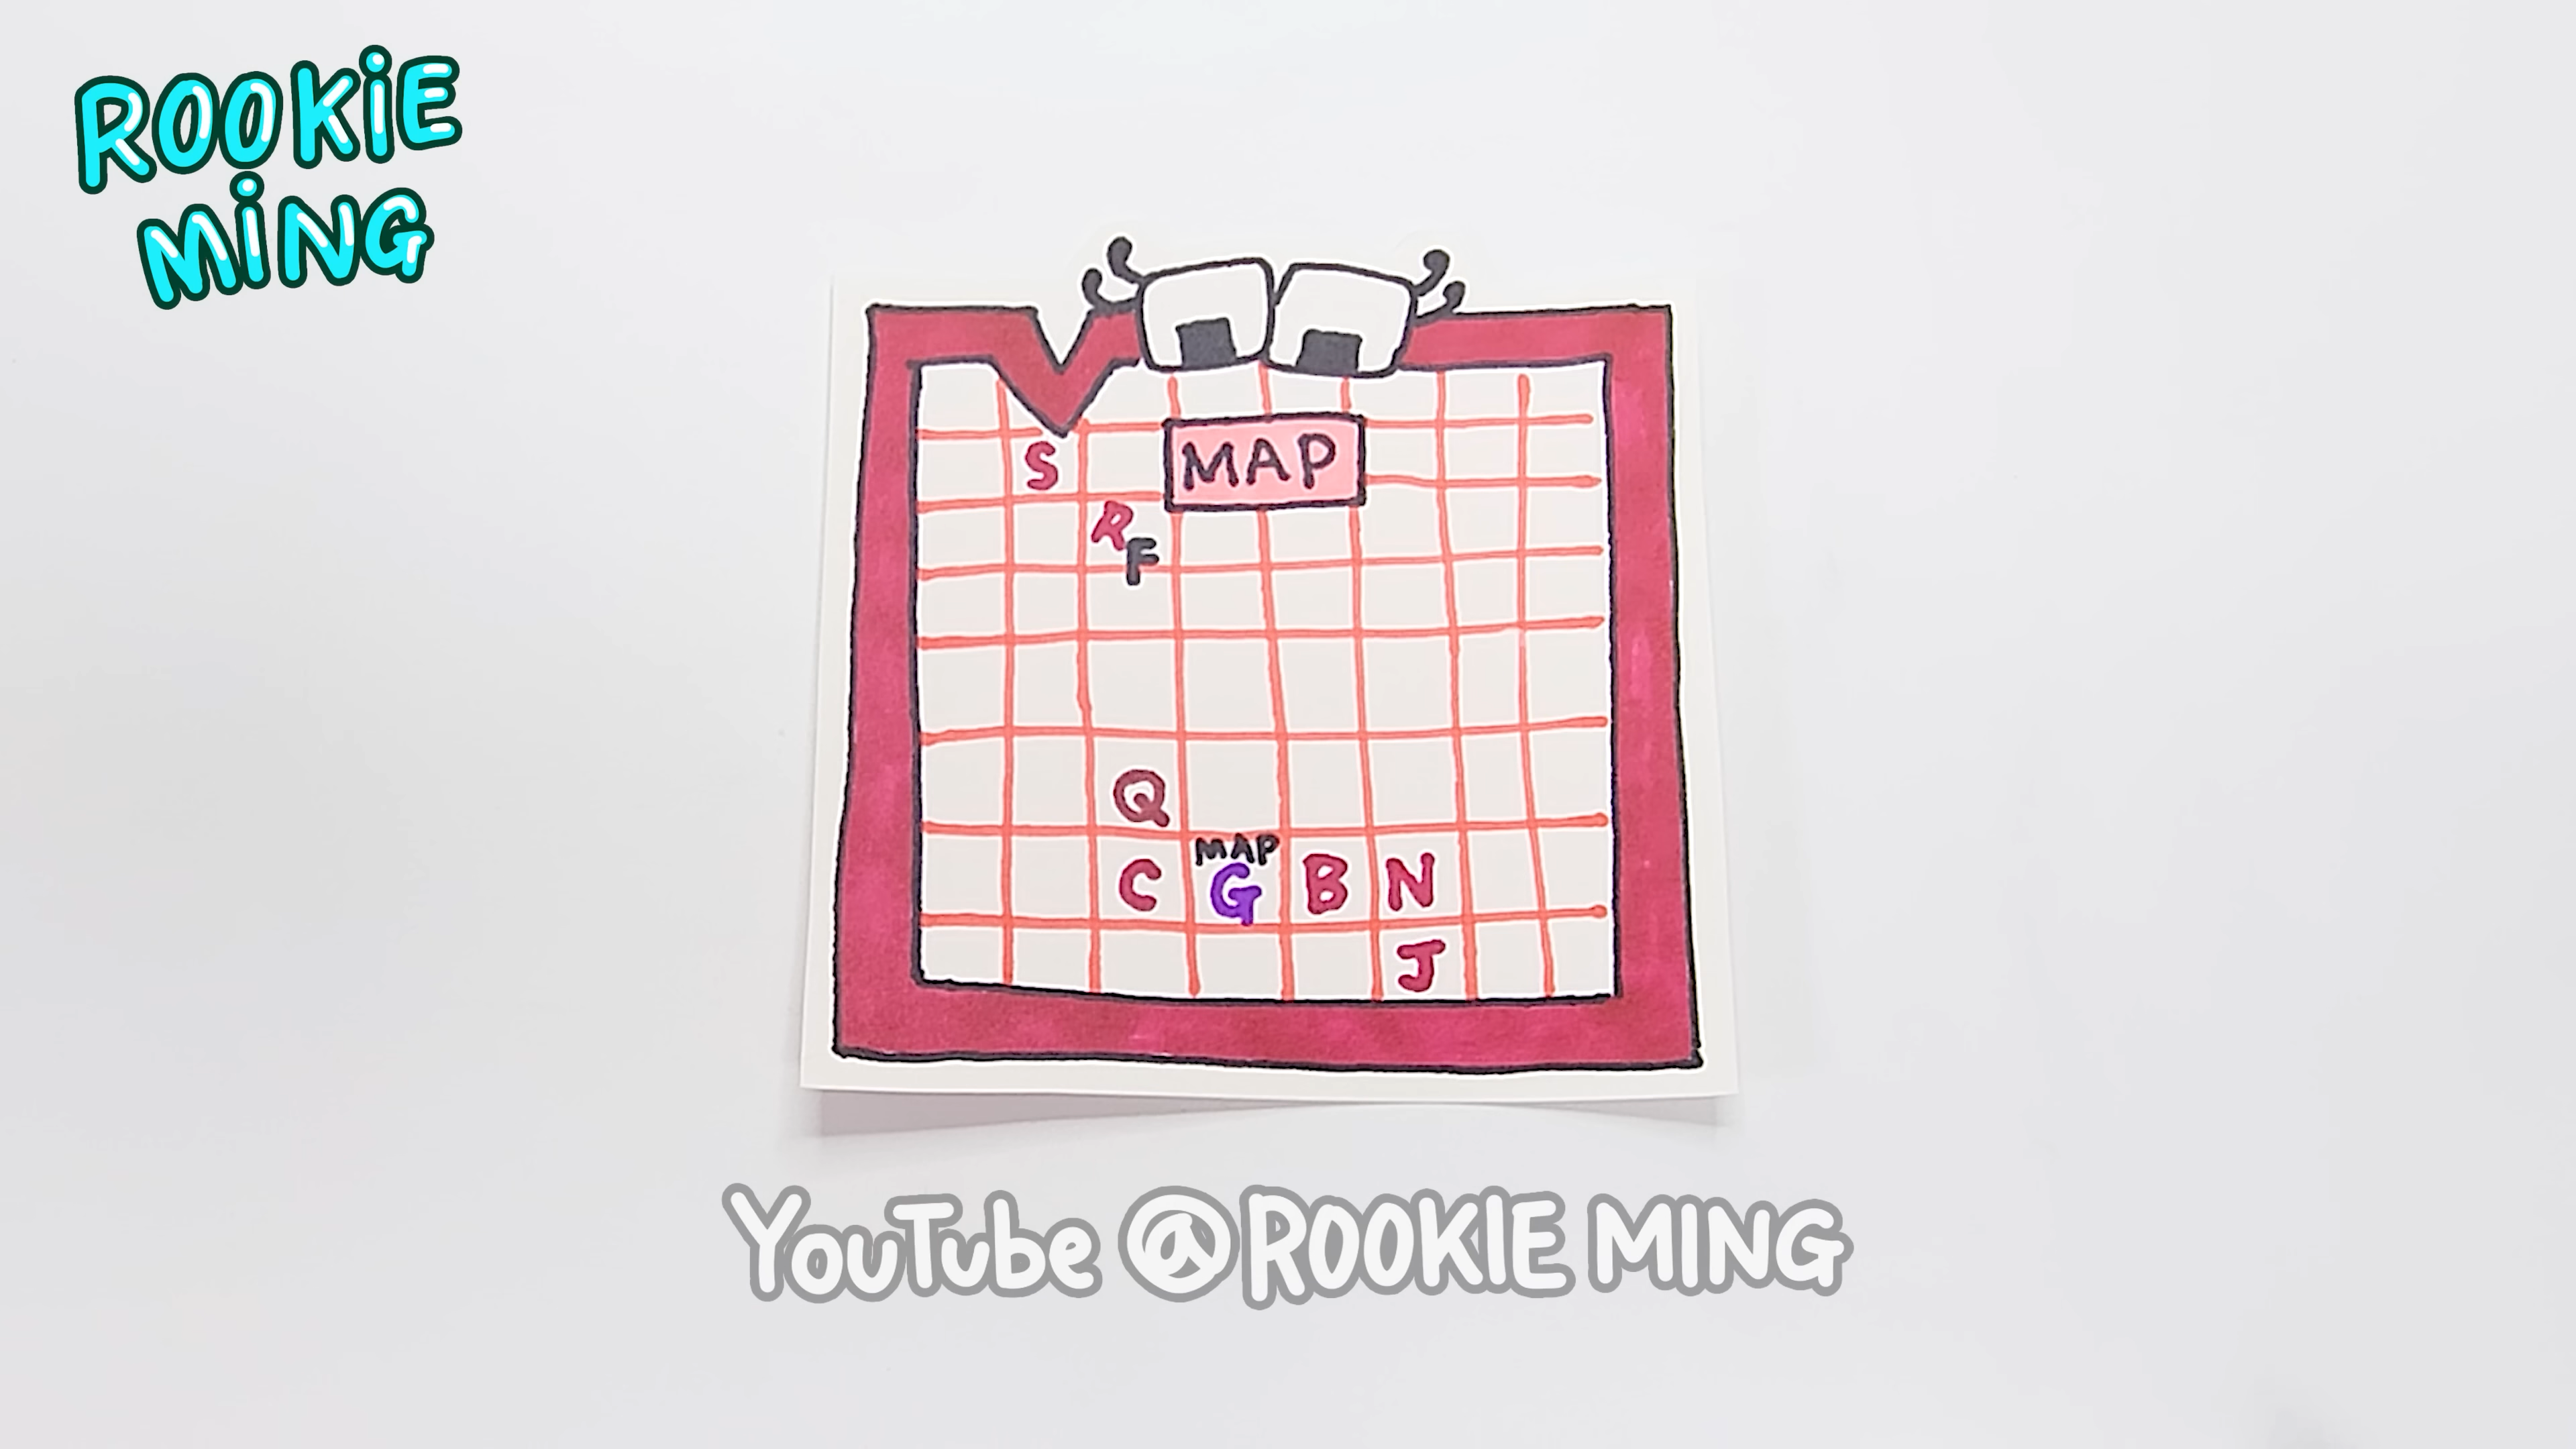 ROOKiE
MiNG
MAP
S
R
F
Q
MAP
C G B N
J
YouTube @ROOKIE MING